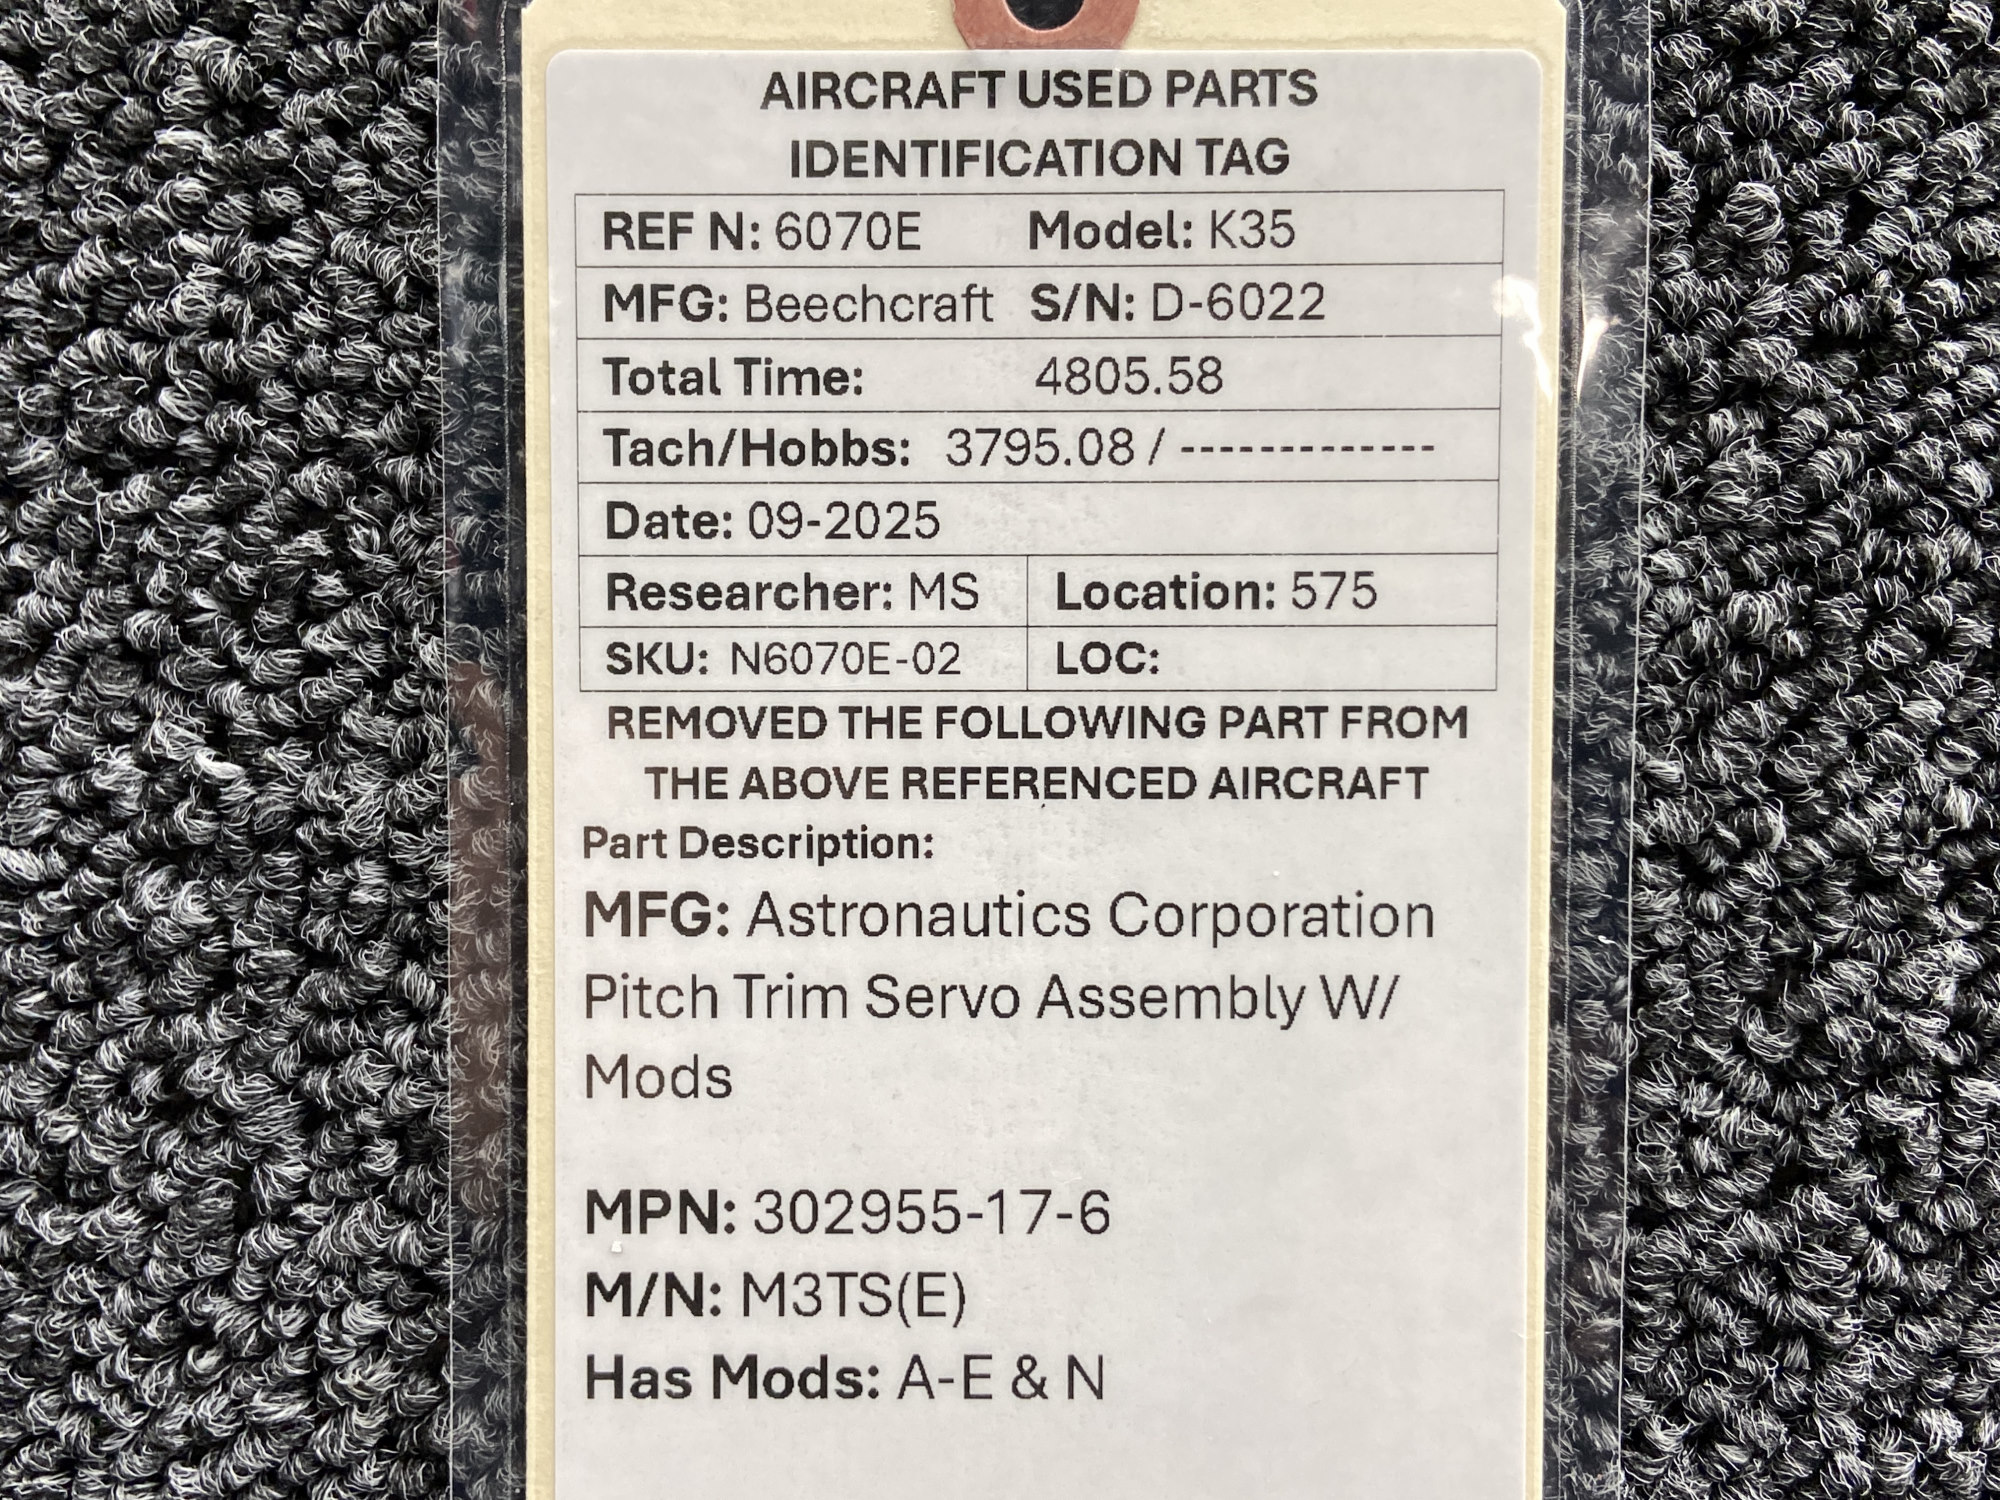 AIRCRAFT USED PARTS
IDENTIFICATION TAG
REF N: 6070E Model: K35
MFG: Beechcraft S/N: D-6022
Total Time: 4805.58
Tach/Hobbs: 3795.08 / -------------
Date: 09-2025
Researcher: MS Location: 575
SKU: N6070E-02 LOC:
REMOVED THE FOLLOWING PART FROM
THE ABOVE REFERENCED AIRCRAFT
Part Description:
MFG: Astronautics Corporation
Pitch Trim Servo Assembly W/
Mods
MPN: 302955-17-6
M/N: M3TS(E)
Has Mods: A-E & N